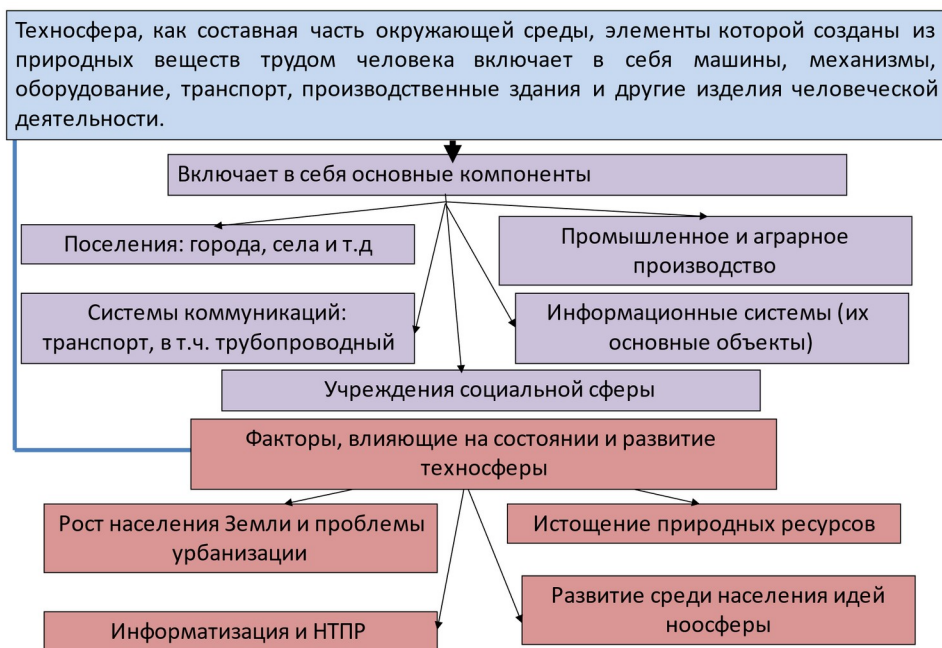 Техносфера, как составная часть окружающей среды, элементы которой созданы из
природных веществ трудом человека включает в себя машины, механизмы,
оборудование, транспорт, производственные здания и другие изделия человеческой
деятельности.
Включает в себя основные компоненты
Поселения: города, села и т.д
Промышленное и аграрное
производство
Системы коммуникаций:
транспорт, в т.ч. трубопроводный
Информационные системы (их
основные объекты)
Учреждения социальной сферы
Факторы, влияющие на состоянии и развитие
техносферы
Рост населения Земли и проблемы
урбанизации
Истощение природных ресурсов
Информатизация и НТПР
Развитие среди населения идей
ноосферы